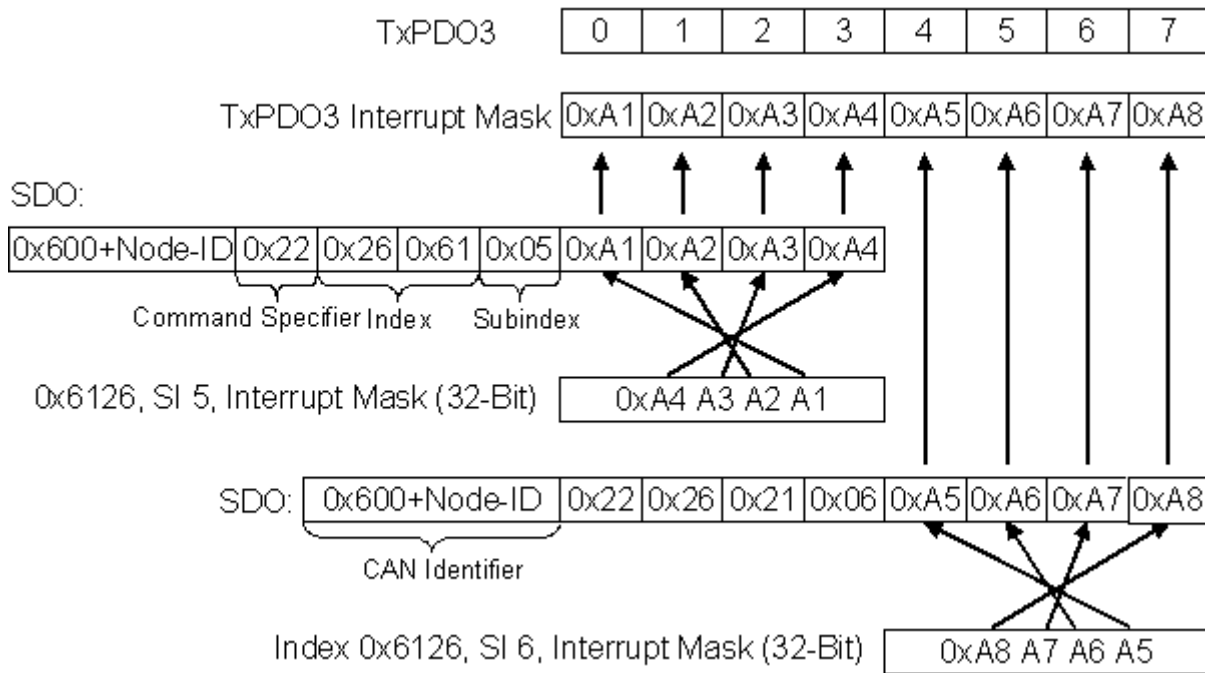 TxPDO3 0 1 2 3 4 5 6 7
TxPDO3 Interrupt Mask 0xA1 0xA2 0xA3 0xA4 0xA5 0xA6 0xA7 0xA8
SDO:
0x600+Node-ID 0x22 0x26 0x61 0x05 0xA1 0xA2 0xA3 0xA4
Command Specifier Index Subindex
0x6126, SI 5, Interrupt Mask (32-Bit) 0xA4 A3 A2 A1
SDO: 0x600+Node-ID 0x22 0x26 0x21 0x06 0xA5 0xA6 0xA7 0xA8
CAN Identifier
Index 0x6126, SI 6, Interrupt Mask (32-Bit) 0xA8 A7 A6 A5